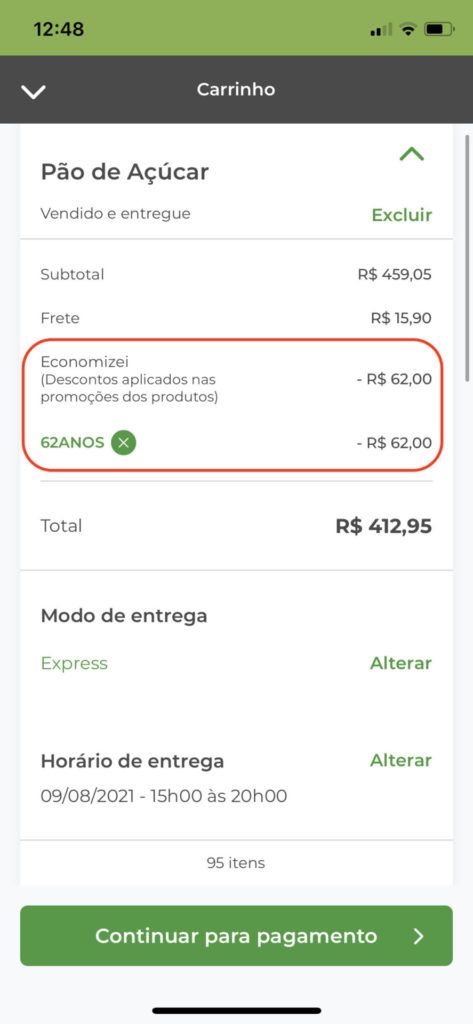 12:48
Carrinho
Pão de Açúcar
Vendido e entregue
Excluir
Subtotal
R$ 459,05
Frete
R$ 15,90
Economizei
(Descontos aplicados nas
promoções dos produtos)
- R$ 62,00
62ANOS
- R$ 62,00
Total
R$ 412,95
Modo de entrega
Express
Alterar
Horário de entrega
Alterar
09/08/2021 - 15h00 às 20h00
95 itens
Continuar para pagamento